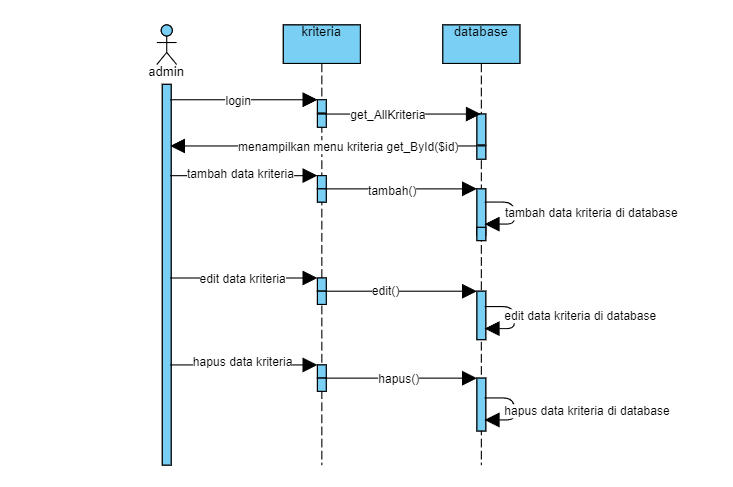 kriteria
database
admin
login
get_AllKriteria
menampilkan menu kriteria get_ById($id)
tambah data kriteria
tambah()
tambah data kriteria di database
edit data kriteria
edit()
edit data kriteria di database
hapus data kriteria
hapus()
hapus data kriteria di database